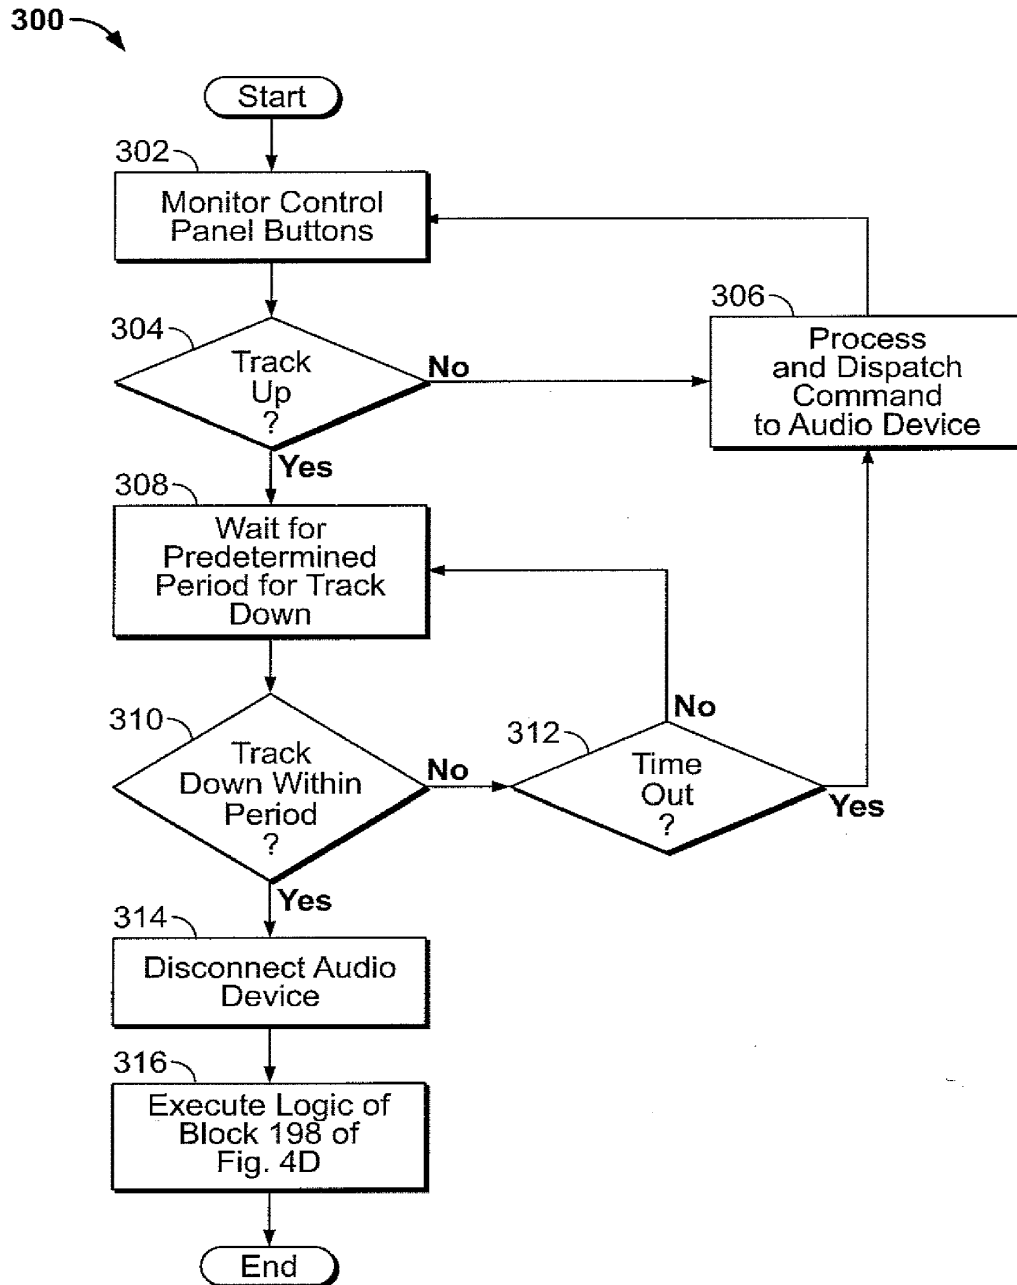 300
Start
302
Monitor Control
Panel Buttons
304
Track
Up
?
No
Yes
306
Process
and Dispatch
Command
to Audio Device
308
Wait for
Predetermined
Period for Track
Down
310
Track
Down Within
Period
?
No
Yes
312
Time
Out
?
No
Yes
314
Disconnect Audio
Device
316
Execute Logic of
Block 198 of
Fig. 4D
End